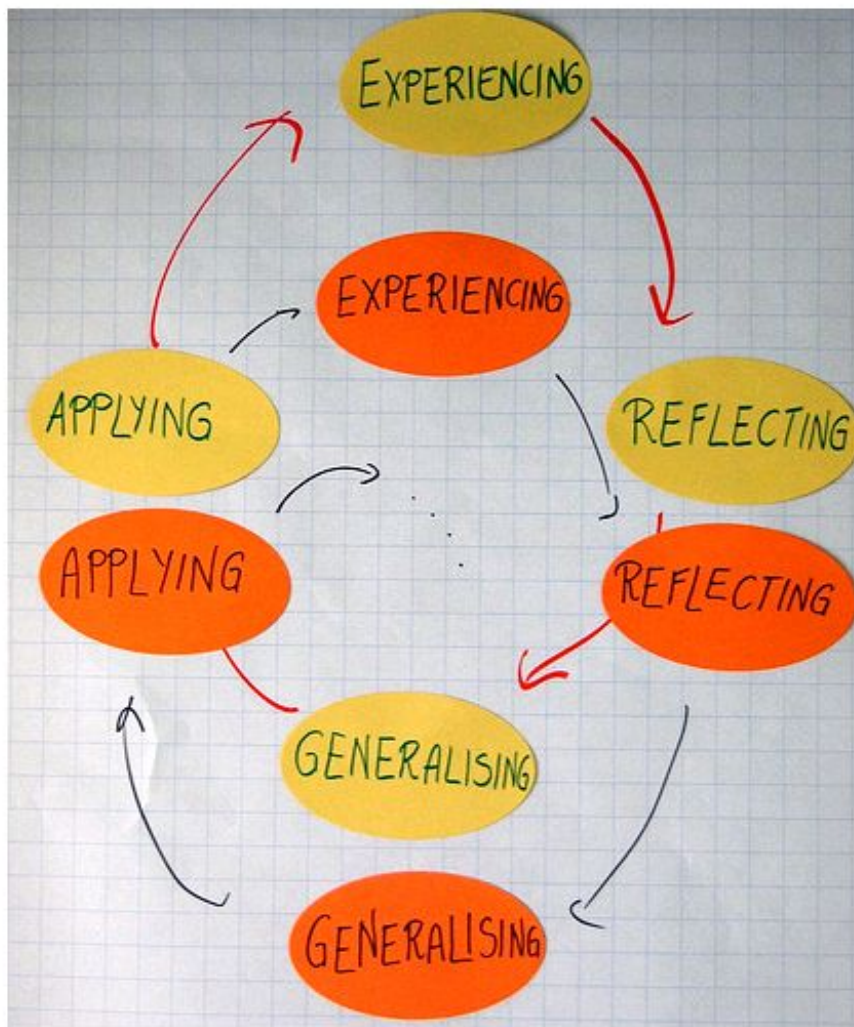 EXPERIENCING
EXPERIENCING
APPLYING
REFLECTING
APPLYING
REFLECTING
GENERALISING
GENERALISING